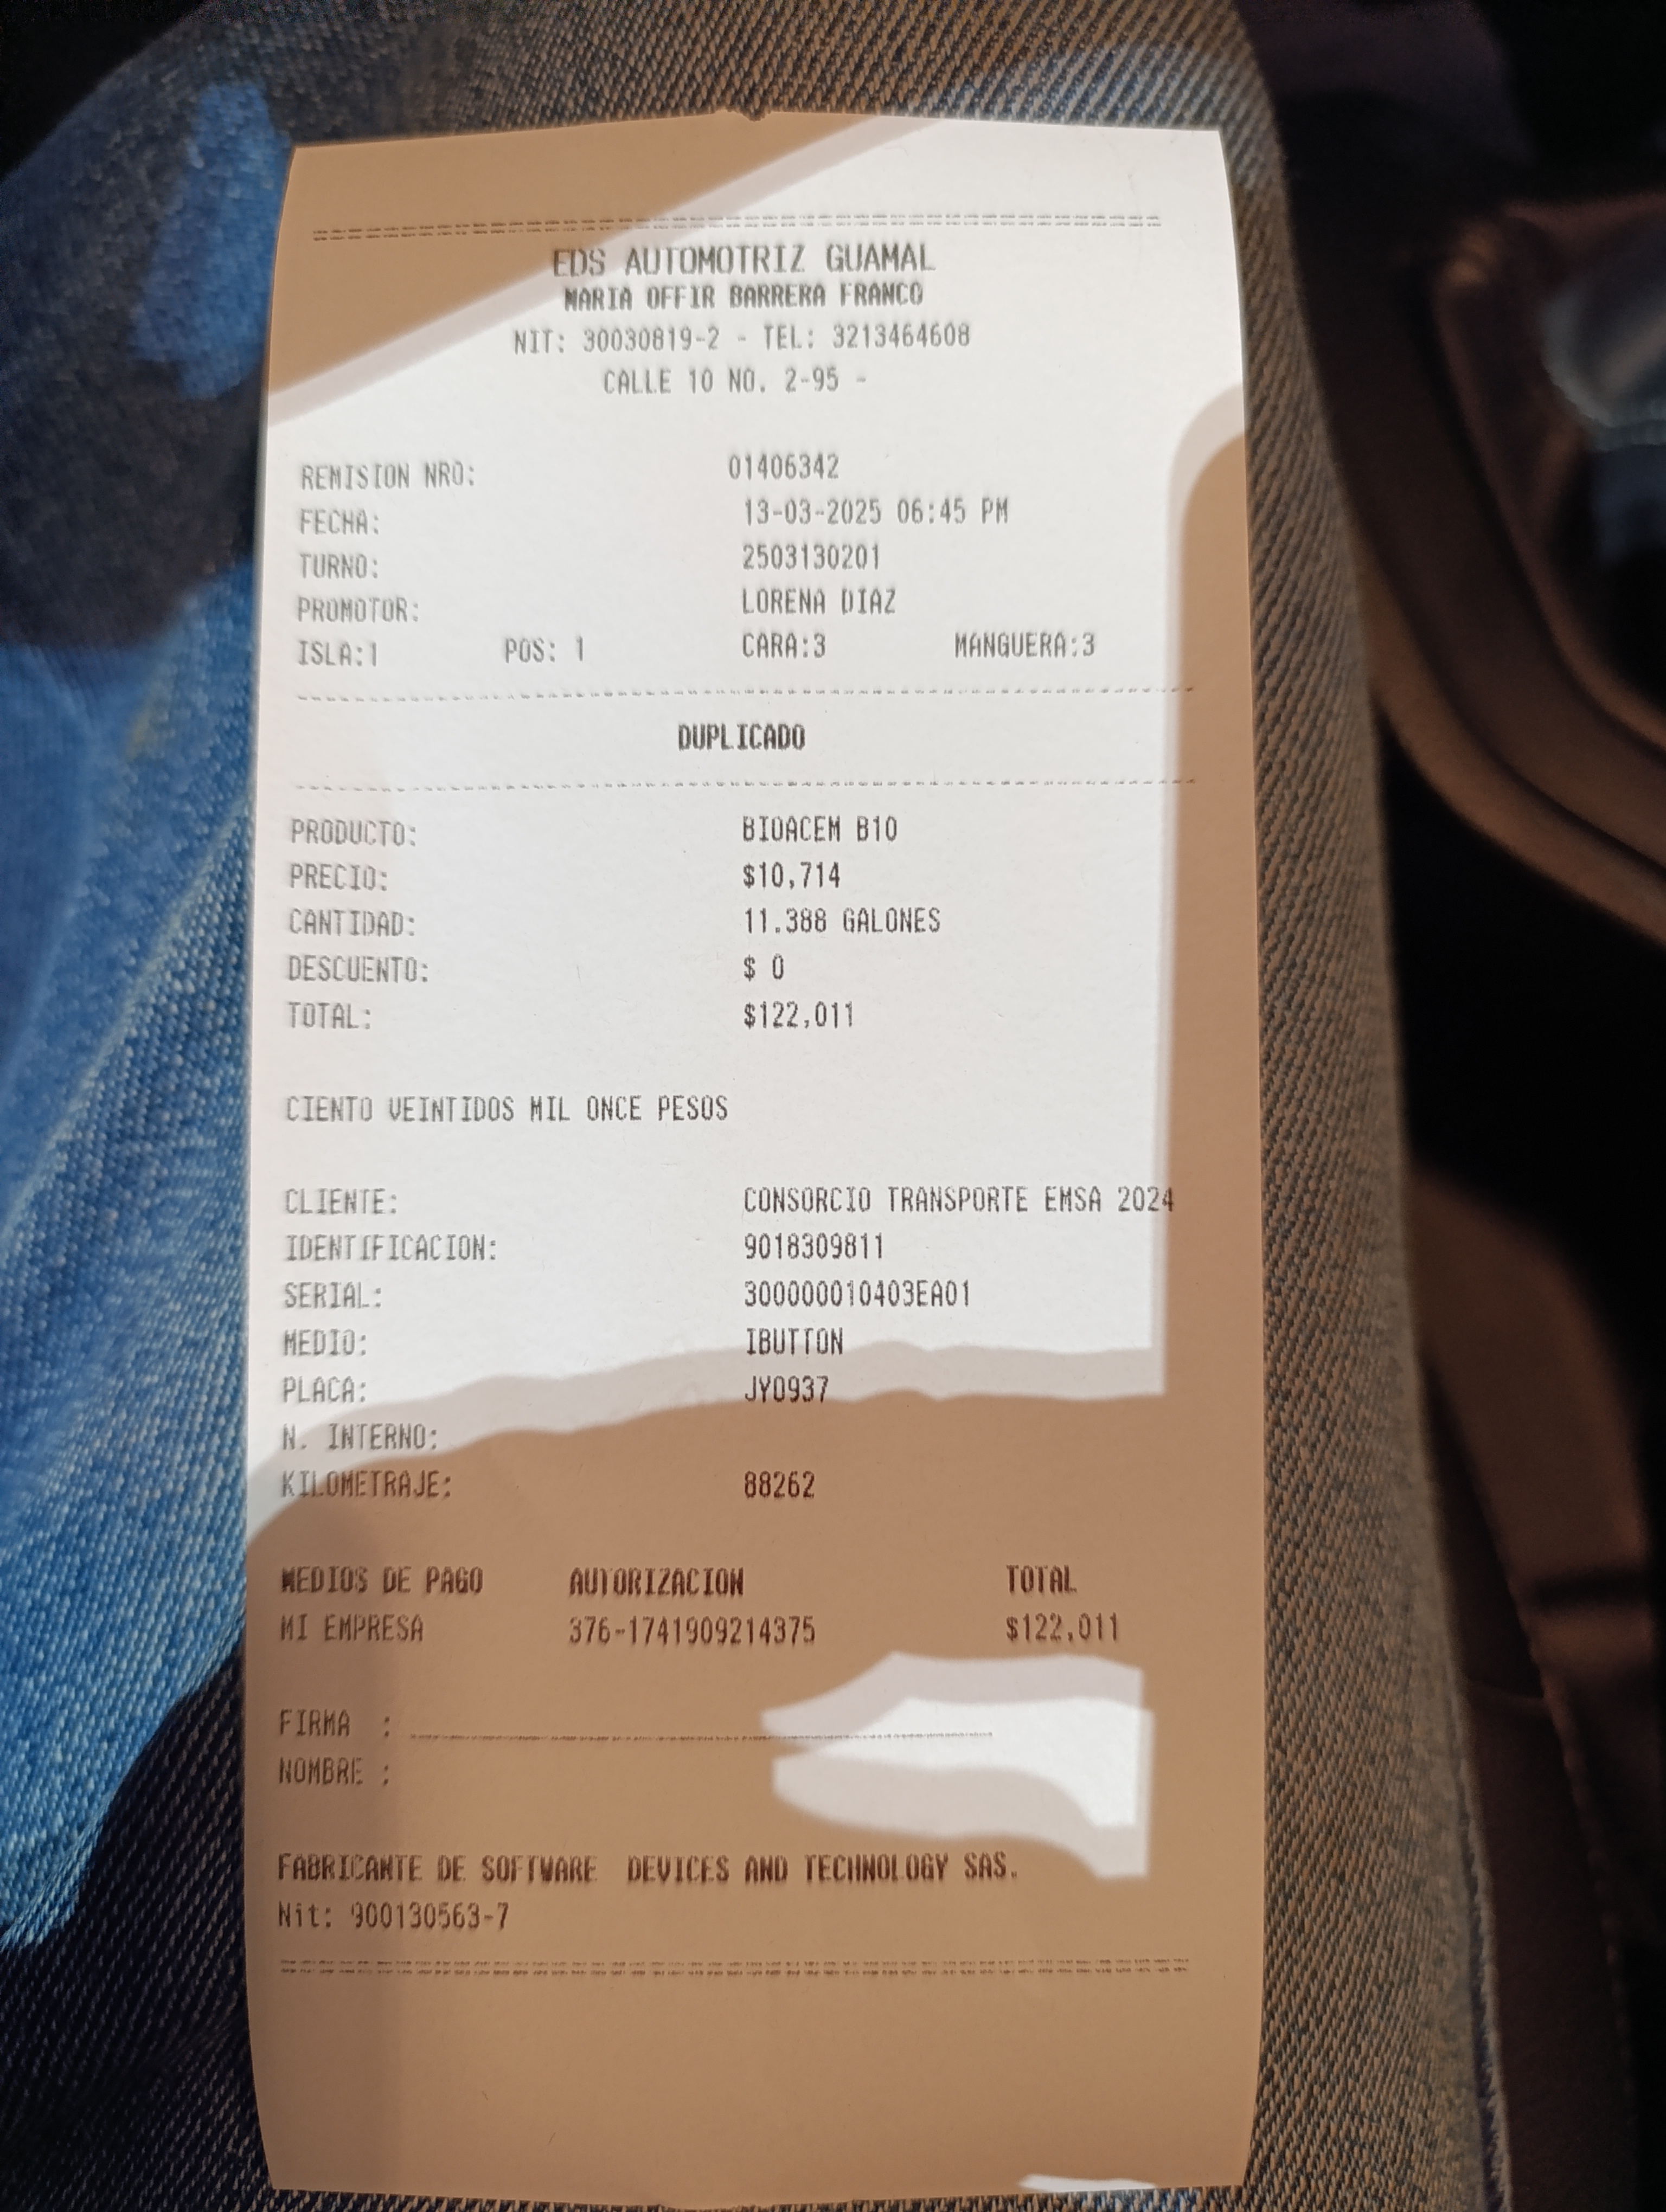 EDS AUTOMOTRIZ GUAMAL
MARIA OFFIR BARRERA FRANCO
NIT: 30030819-2 - TEL: 3213464608
CALLE 10 NO. 2-95 -
REMISION NRO: 01406342
FECHA: 13-03-2025 06:45 PM
TURNO: 2503130201
PROMOTOR: LORENA DIAZ
ISLA:1 POS: 1 CARA:3 MANGUERA:3
DUPLICADO
PRODUCTO: BIOACEM B10
PRECIO: $10,714
CANTIDAD: 11.388 GALONES
DESCUENTO: $ 0
TOTAL: $122,011
CIENTO VEINTIDOS MIL ONCE PESOS
CLIENTE: CONSORCIO TRANSPORTE EMSA 2024
IDENTIFICACION: 9018309811
SERIAL: 300000010403EA01
MEDIO: IBUTTON
PLACA: JYO937
N. INTERNO:
KILOMETRAJE: 88262
MEDIOS DE PAGO AUTORIZACION TOTAL
MI EMPRESA 376-1741909214375 $122,011
FIRMA :
NOMBRE :
FABRICANTE DE SOFTWARE DEVICES AND TECHNOLOGY SAS.
Nit: 900130563-7